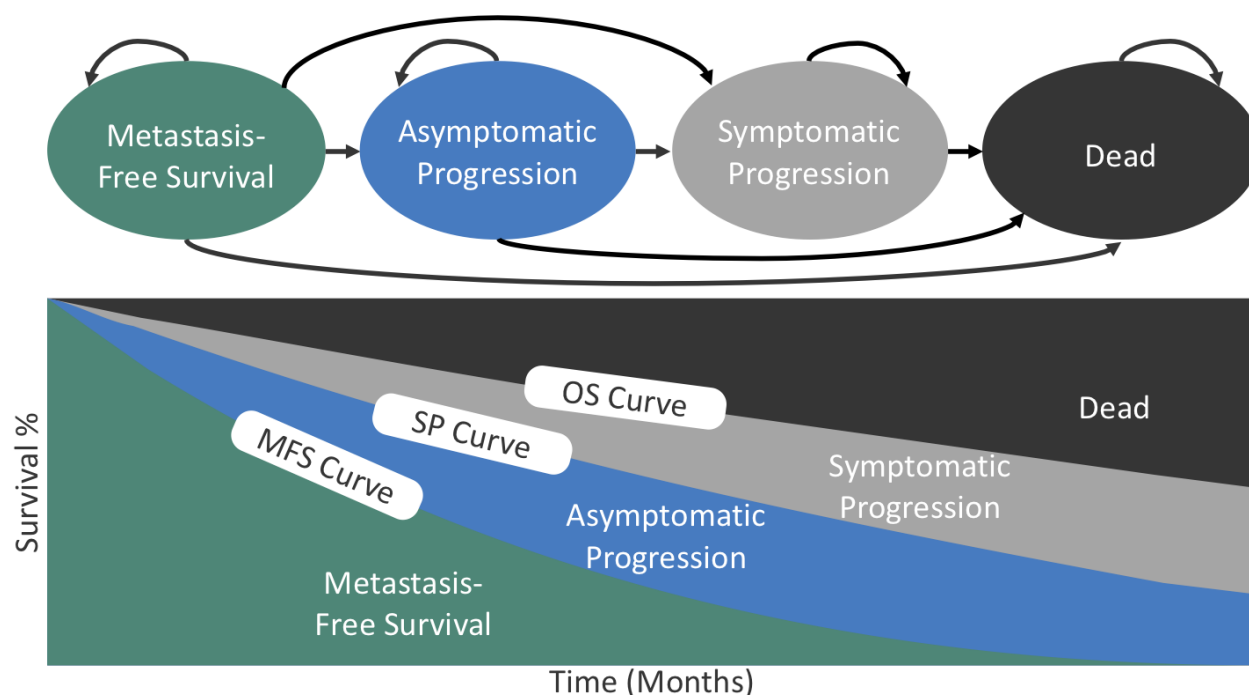 Metastasis-
Free Survival
Asymptomatic
Progression
Symptomatic
Progression
Dead
OS Curve
SP Curve
MFS Curve
Dead
Symptomatic
Progression
Asymptomatic
Progression
Metastasis-
Free Survival
Survival %
Time (Months)